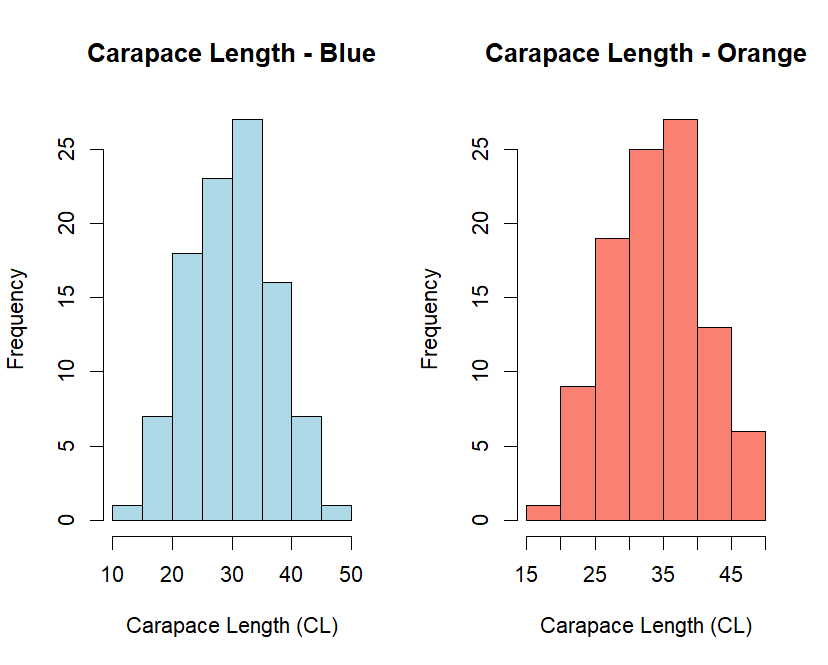 Carapace Length - Blue
Frequency
25
20
15
10
5
0
10 20 30 40 50
Carapace Length (CL)
Carapace Length - Orange
Frequency
25
20
15
10
5
0
15 25 35 45
Carapace Length (CL)